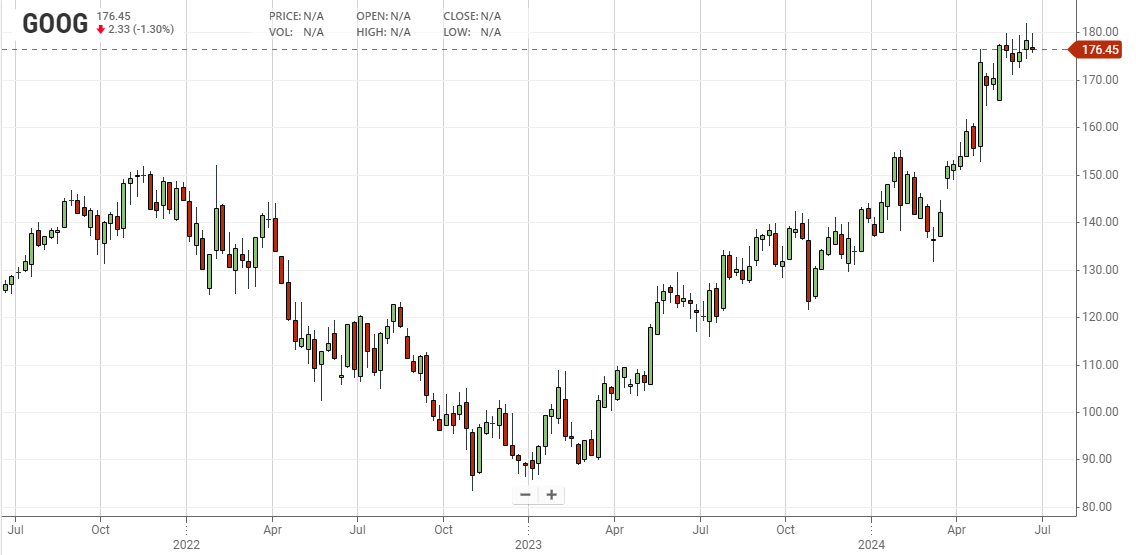 GOOG 176.45
2.33 (-1.30%)
PRICE: N/A OPEN: N/A CLOSE: N/A
VOL: N/A HIGH: N/A LOW: N/A
180.00
176.45
170.00
160.00
150.00
140.00
130.00
120.00
110.00
100.00
90.00
80.00
Jul Oct Apr Jul Oct Apr Jul Oct Apr Jul
2022 2023 2024